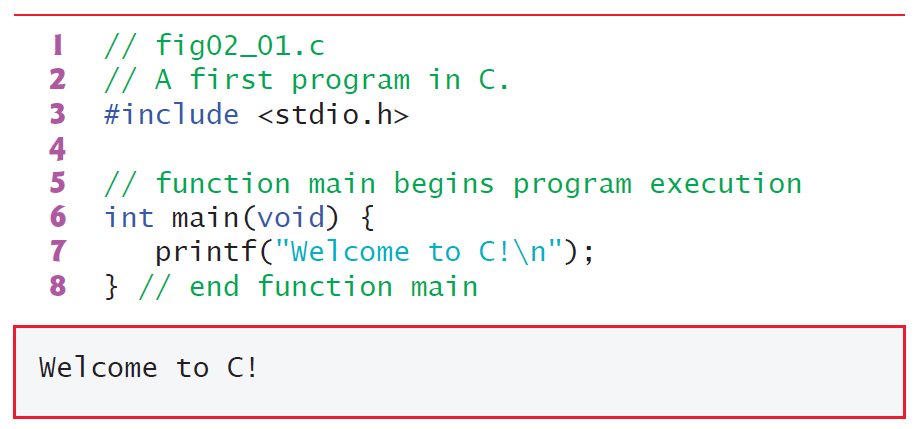 1 // fig02_01.c
2 // A first program in C.
3 #include <stdio.h>
4
5 // function main begins program execution
6 int main(void) {
7    printf("Welcome to C!\n");
8 } // end function main
Welcome to C!